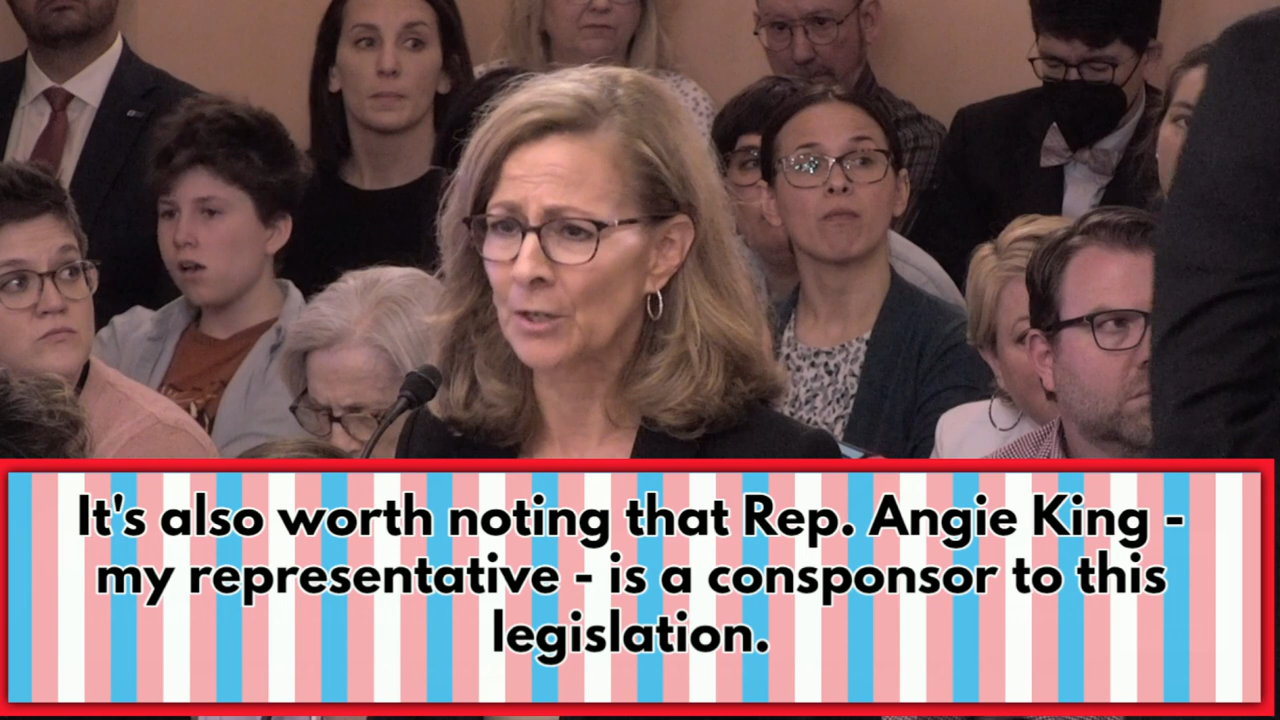 It's also worth noting that Rep. Angie King -
my representative - is a consponsor to this
legislation.